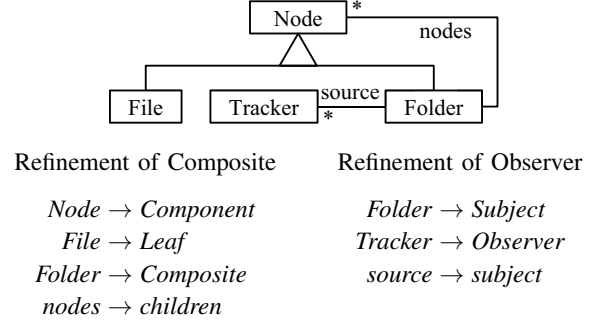 Node
*
nodes
source
File
Tracker
*
Folder
Refinement of Composite
Node → Component
File → Leaf
Folder → Composite
nodes → children
Refinement of Observer
Folder → Subject
Tracker → Observer
source → subject